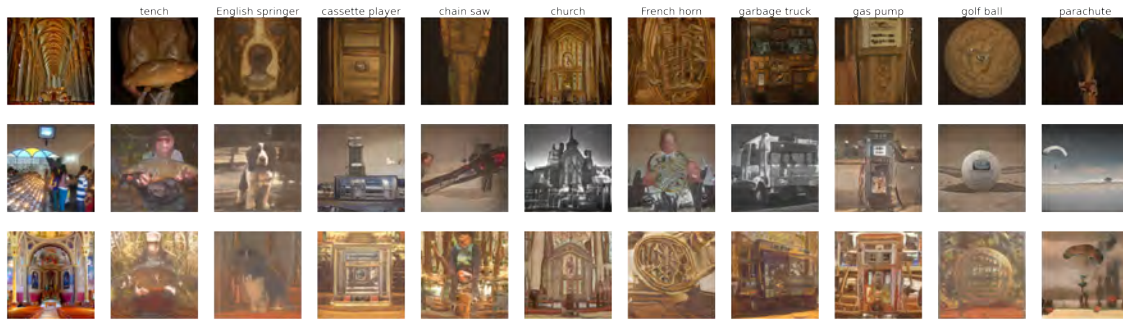 tench English springer cassette player chain saw church French horn garbage truck gas pump golf ball parachute